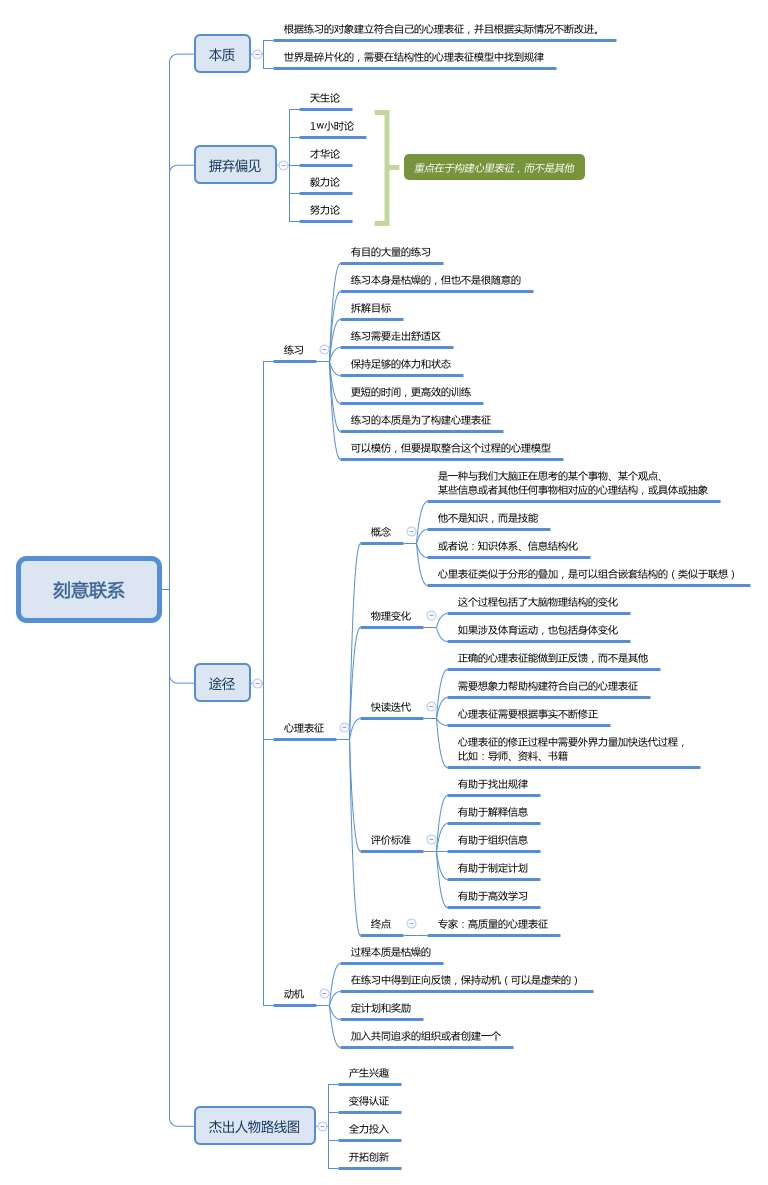 刻意联系
本质
根据练习的对象建立符合自己的心理表征，并且根据实际情况不断改进。
世界是碎片化的，需要在结构性的心理表征模型中找到规律
摒弃偏见
天生论
1w小时论
才华论
毅力论
努力论
重点在于构建心里表征，而不是其他
途径
练习
有目的大量的练习
练习本身是枯燥的，但也不是很随意的
拆解目标
练习需要走出舒适区
保持足够的体力和状态
更短的时间，更高效的训练
练习的本质是为了构建心理表征
可以模仿，但要提取整合这个过程的心理模型
心理表征
概念
是一种与我们大脑正在思考的某个事物、某个观点、
某些信息或者其他任何事物相对应的心理结构，或具体或抽象
他不是知识，而是技能
或者说：知识体系、信息结构化
心里表征类似于分形的叠加，是可以组合嵌套结构的（类似于联想）
物理变化
这个过程包括了大脑物理结构的变化
如果涉及体育运动，也包括身体变化
快读迭代
正确的心理表征能做到正反馈，而不是其他
需要想象力帮助构建符合自己的心理表征
心理表征需要根据事实不断修正
心理表征的修正过程中需要外界力量加快迭代过程，
比如：导师、资料、书籍
评价标准
有助于找出规律
有助于解释信息
有助于组织信息
有助于制定计划
有助于高效学习
终点
专家：高质量的心理表征
动机
过程本质是枯燥的
在练习中得到正向反馈，保持动机（可以是虚荣的）
定计划和奖励
加入共同追求的组织或者创建一个
杰出人物路线图
产生兴趣
变得认证
全力投入
开拓创新